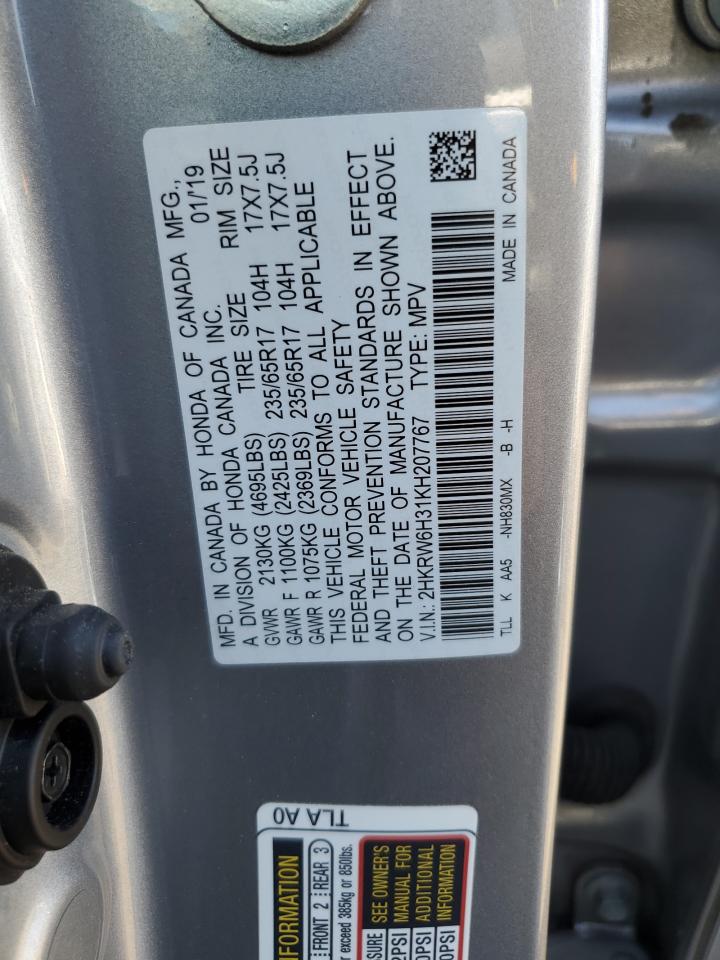 MFD. IN CANADA BY HONDA OF CANADA MFG.,
A DIVISION OF HONDA CANADA INC. 01/'19
TIRE SIZE RIM SIZE
GVWR 2130KG (4695LBS)
GAWR F 1100KG (2425LBS) 235/65R17 104H 17X7.5J
GAWR R 1075KG (2369LBS) 235/65R17 104H 17X7.5J
THIS VEHICLE CONFORMS TO ALL APPLICABLE
FEDERAL MOTOR VEHICLE SAFETY
AND THEFT PREVENTION STANDARDS IN EFFECT
ON THE DATE OF MANUFACTURE SHOWN ABOVE.
V.I.N.: 2HKRW6H31KH207767 TYPE: MPV
TLL K AA5 -NH830MX -B -H MADE IN CANADA
TLA A0
FRONT 2 REAR 3
exceed 385kg or 850lbs.
SEE OWNER'S
MANUAL FOR
ADDITIONAL
INFORMATION